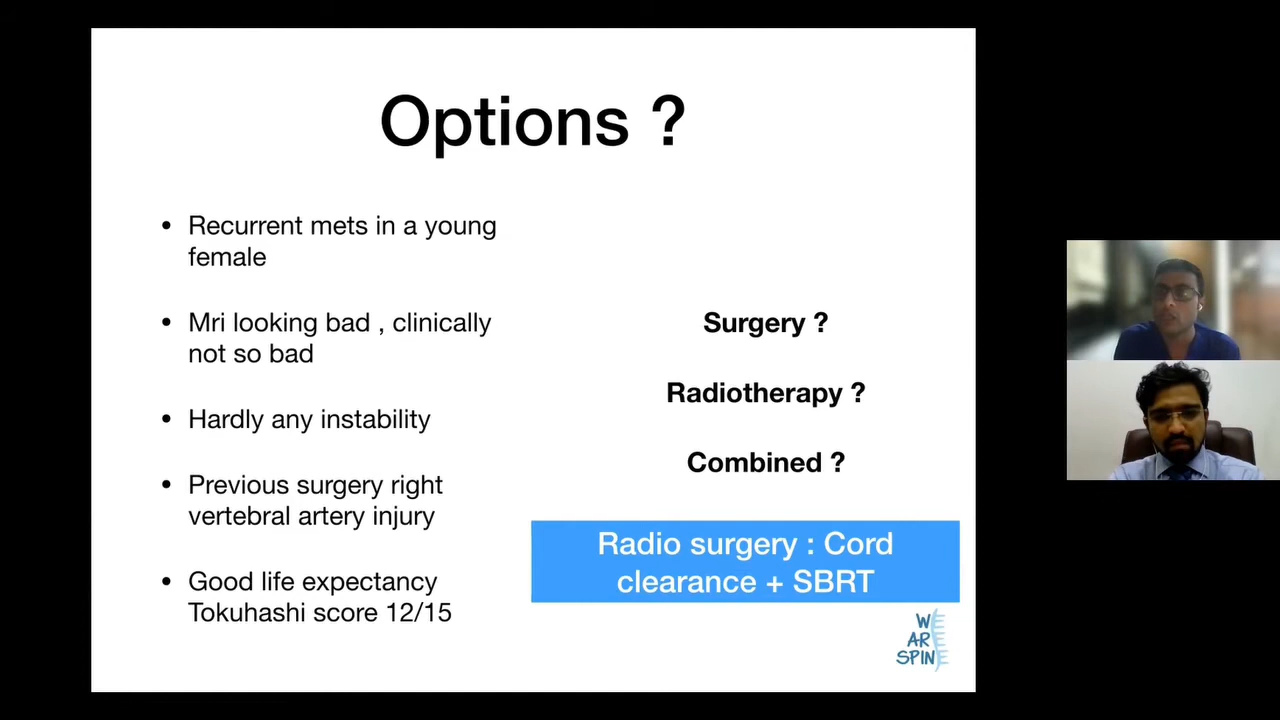 Options ?
• Recurrent mets in a young
female
• Mri looking bad , clinically
not so bad
• Hardly any instability
• Previous surgery right
vertebral artery injury
• Good life expectancy
Tokuhashi score 12/15
Surgery ?
Radiotherapy ?
Combined ?
Radio surgery : Cord
clearance + SBRT
WE
AR
SPIN